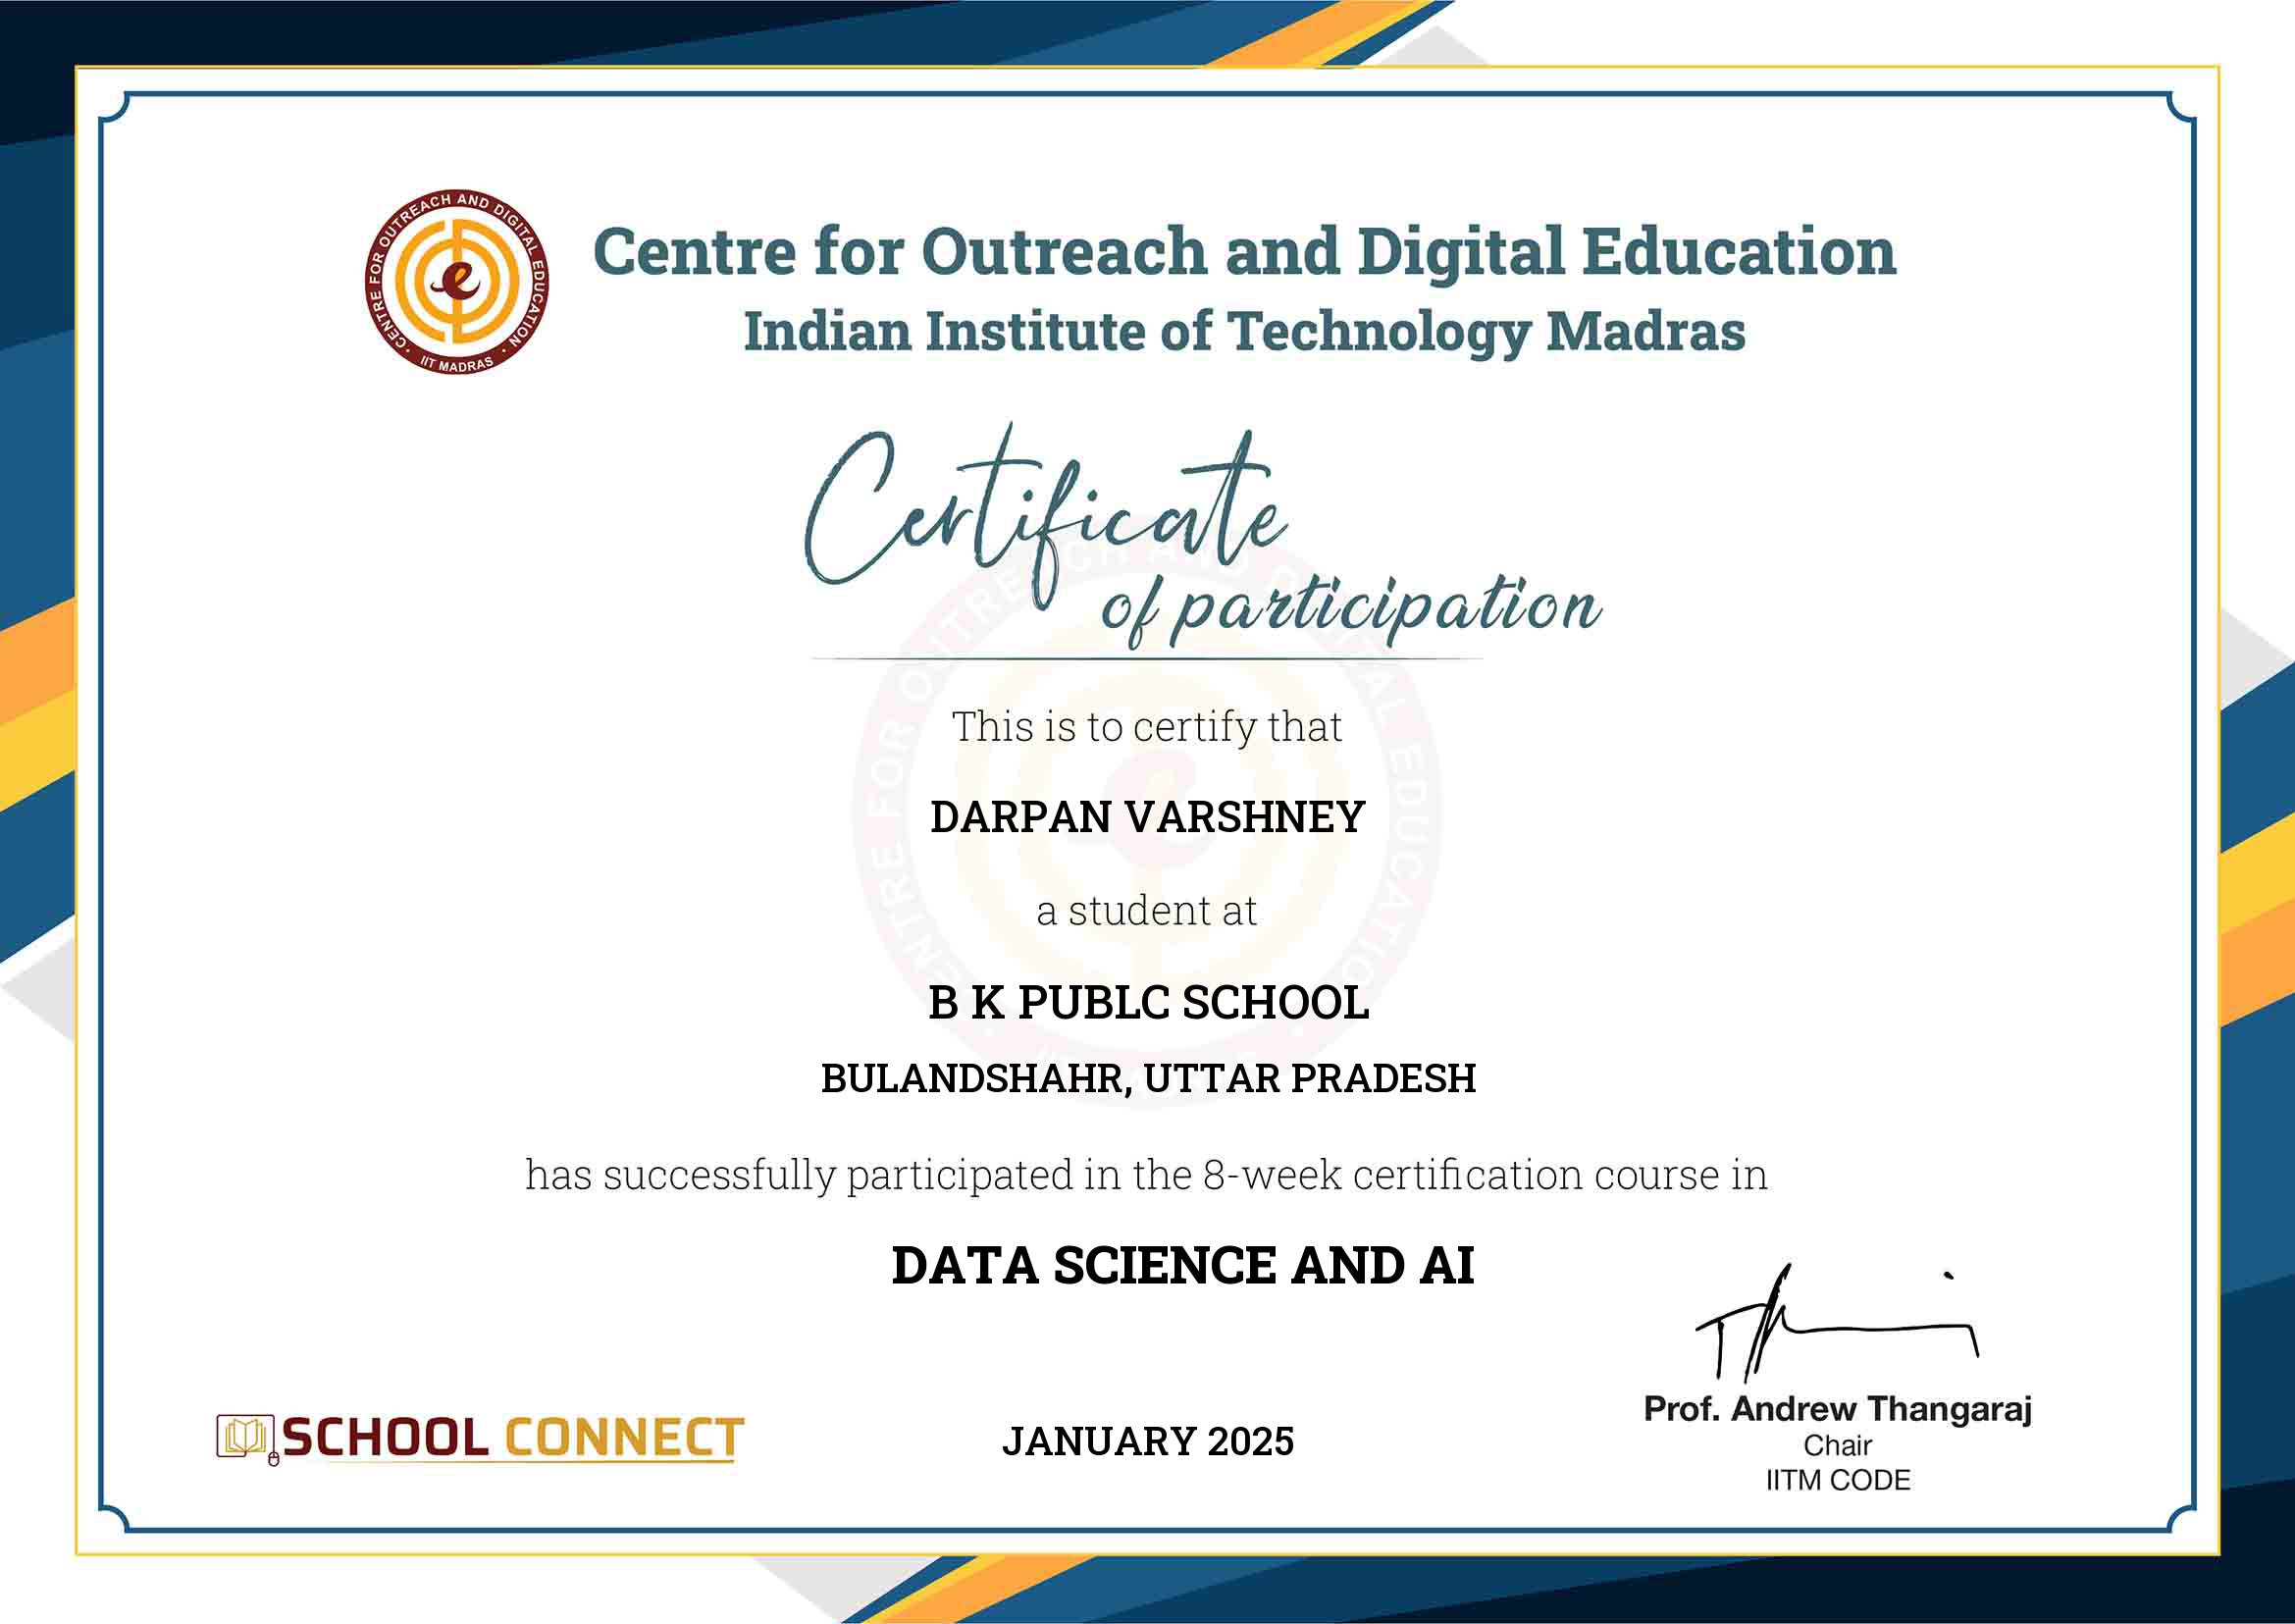 CENTRE FOR OUTREACH AND DIGITAL EDUCATION
IIT MADRAS
e
Centre for Outreach and Digital Education
Indian Institute of Technology Madras
Certificate
of participation
This is to certify that
DARPAN VARSHNEY
a student at
B K PUBLC SCHOOL
BULANDSHAHR, UTTAR PRADESH
has successfully participated in the 8-week certification course in
DATA SCIENCE AND AI
SCHOOL CONNECT
JANUARY 2025
Prof. Andrew Thangaraj
Chair
IITM CODE